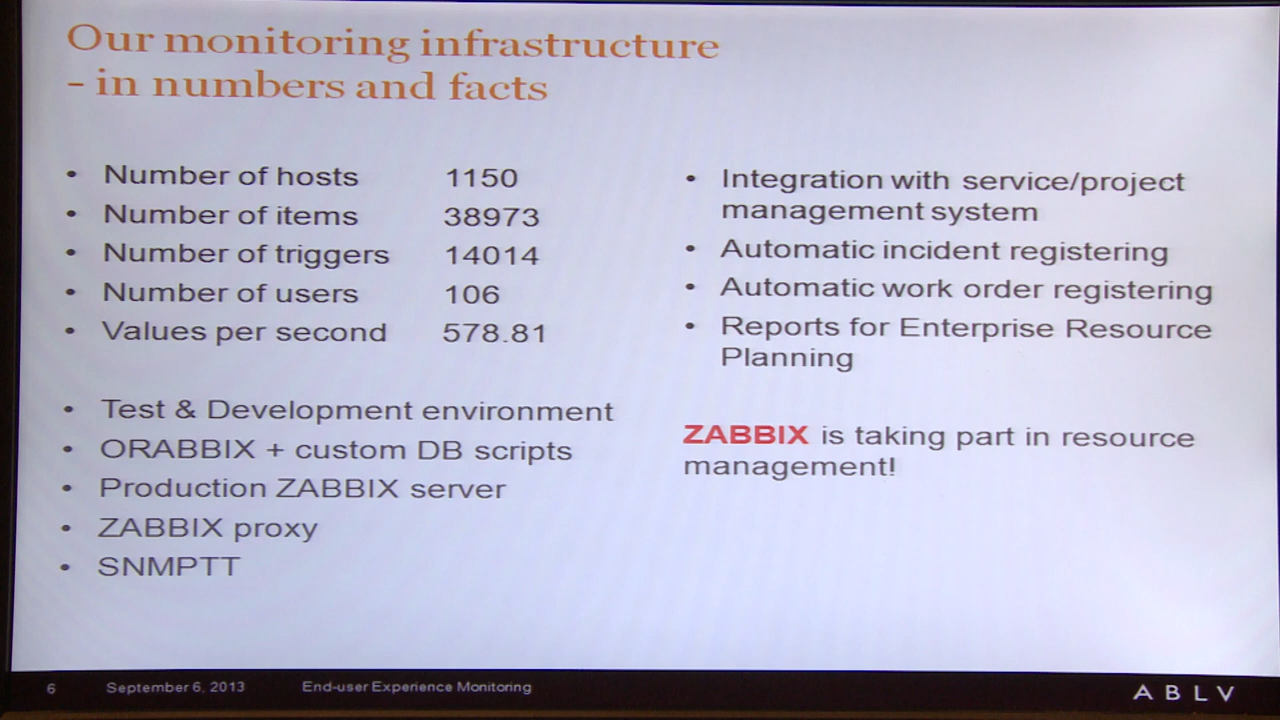 Our monitoring infrastructure
- in numbers and facts
• Number of hosts 1150
• Number of items 38973
• Number of triggers 14014
• Number of users 106
• Values per second 578.81
• Test & Development environment
• ORABBIX + custom DB scripts
• Production ZABBIX server
• ZABBIX proxy
• SNMPTT
• Integration with service/project
management system
• Automatic incident registering
• Automatic work order registering
• Reports for Enterprise Resource
Planning
ZABBIX is taking part in resource
management!
6 September 6, 2013 End-user Experience Monitoring
ABLV